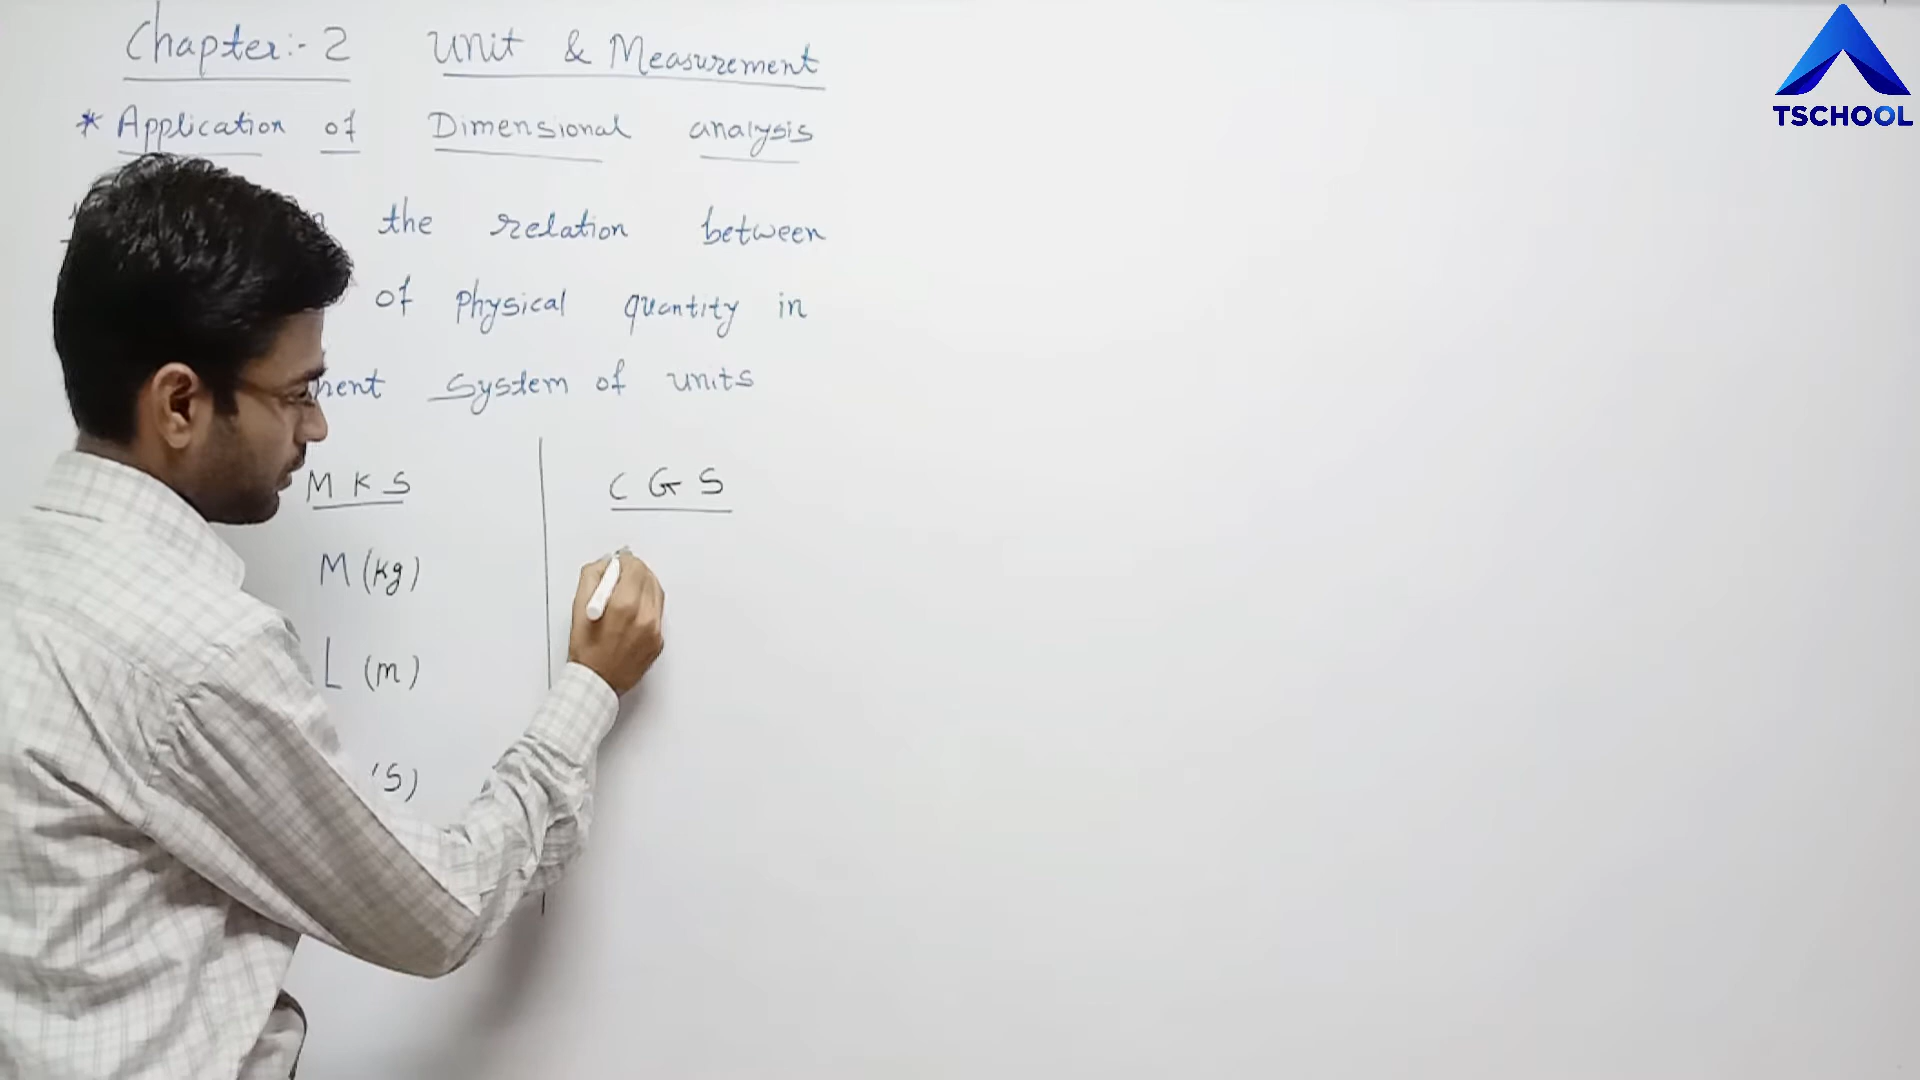 Chapter:- 2 Unit & Measurement
TSCHOOL
* Application of Dimensional analysis
the relation between
of physical quantity in
system of units
M K S C G S
M (kg)
L (m)
(S)